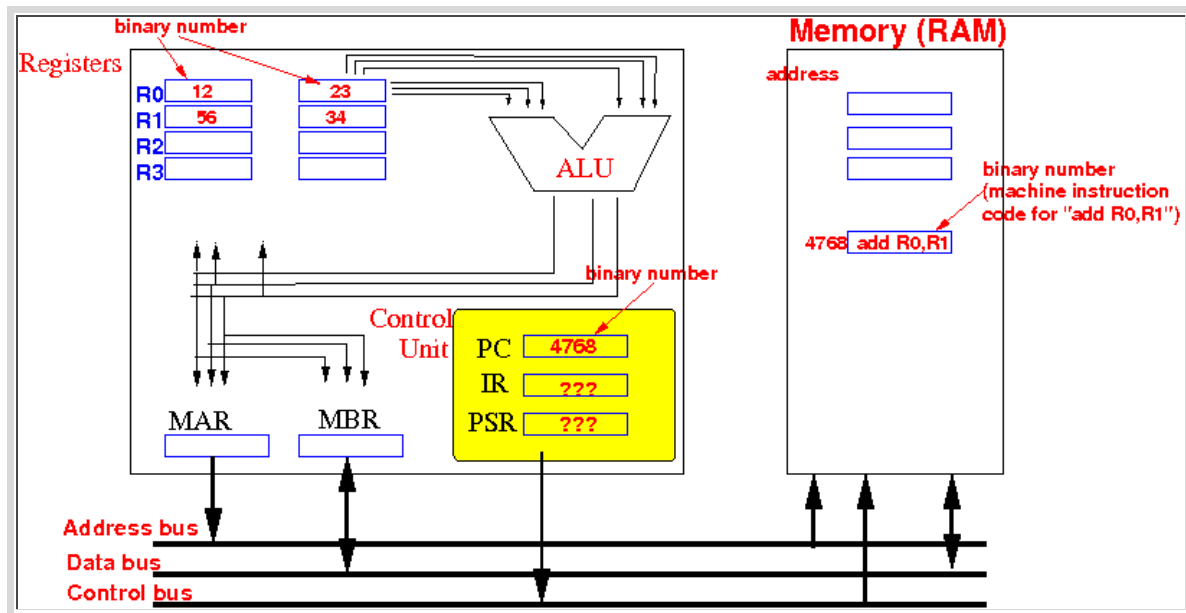 binary number
Memory (RAM)
Registers
address
R0 12 23
R1 56 34
R2
R3
ALU
binary number
(machine instruction
code for "add R0,R1")
4768 add R0,R1
binary number
Control
Unit
PC 4768
IR ???
PSR ???
MAR MBR
Address bus
Data bus
Control bus